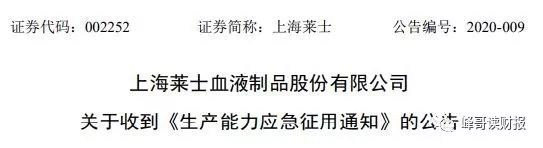 证券代码：002252 证券简称：上海莱士 公告编号：2020-009
上海莱士血液制品股份有限公司
关于收到《生产能力应急征用通知》的公告
峰哥读财报